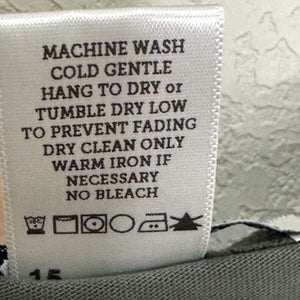 MACHINE WASH
COLD GENTLE
HANG TO DRY or
TUMBLE DRY LOW
TO PREVENT FADING
DRY CLEAN ONLY
WARM IRON IF
NECESSARY
NO BLEACH
15